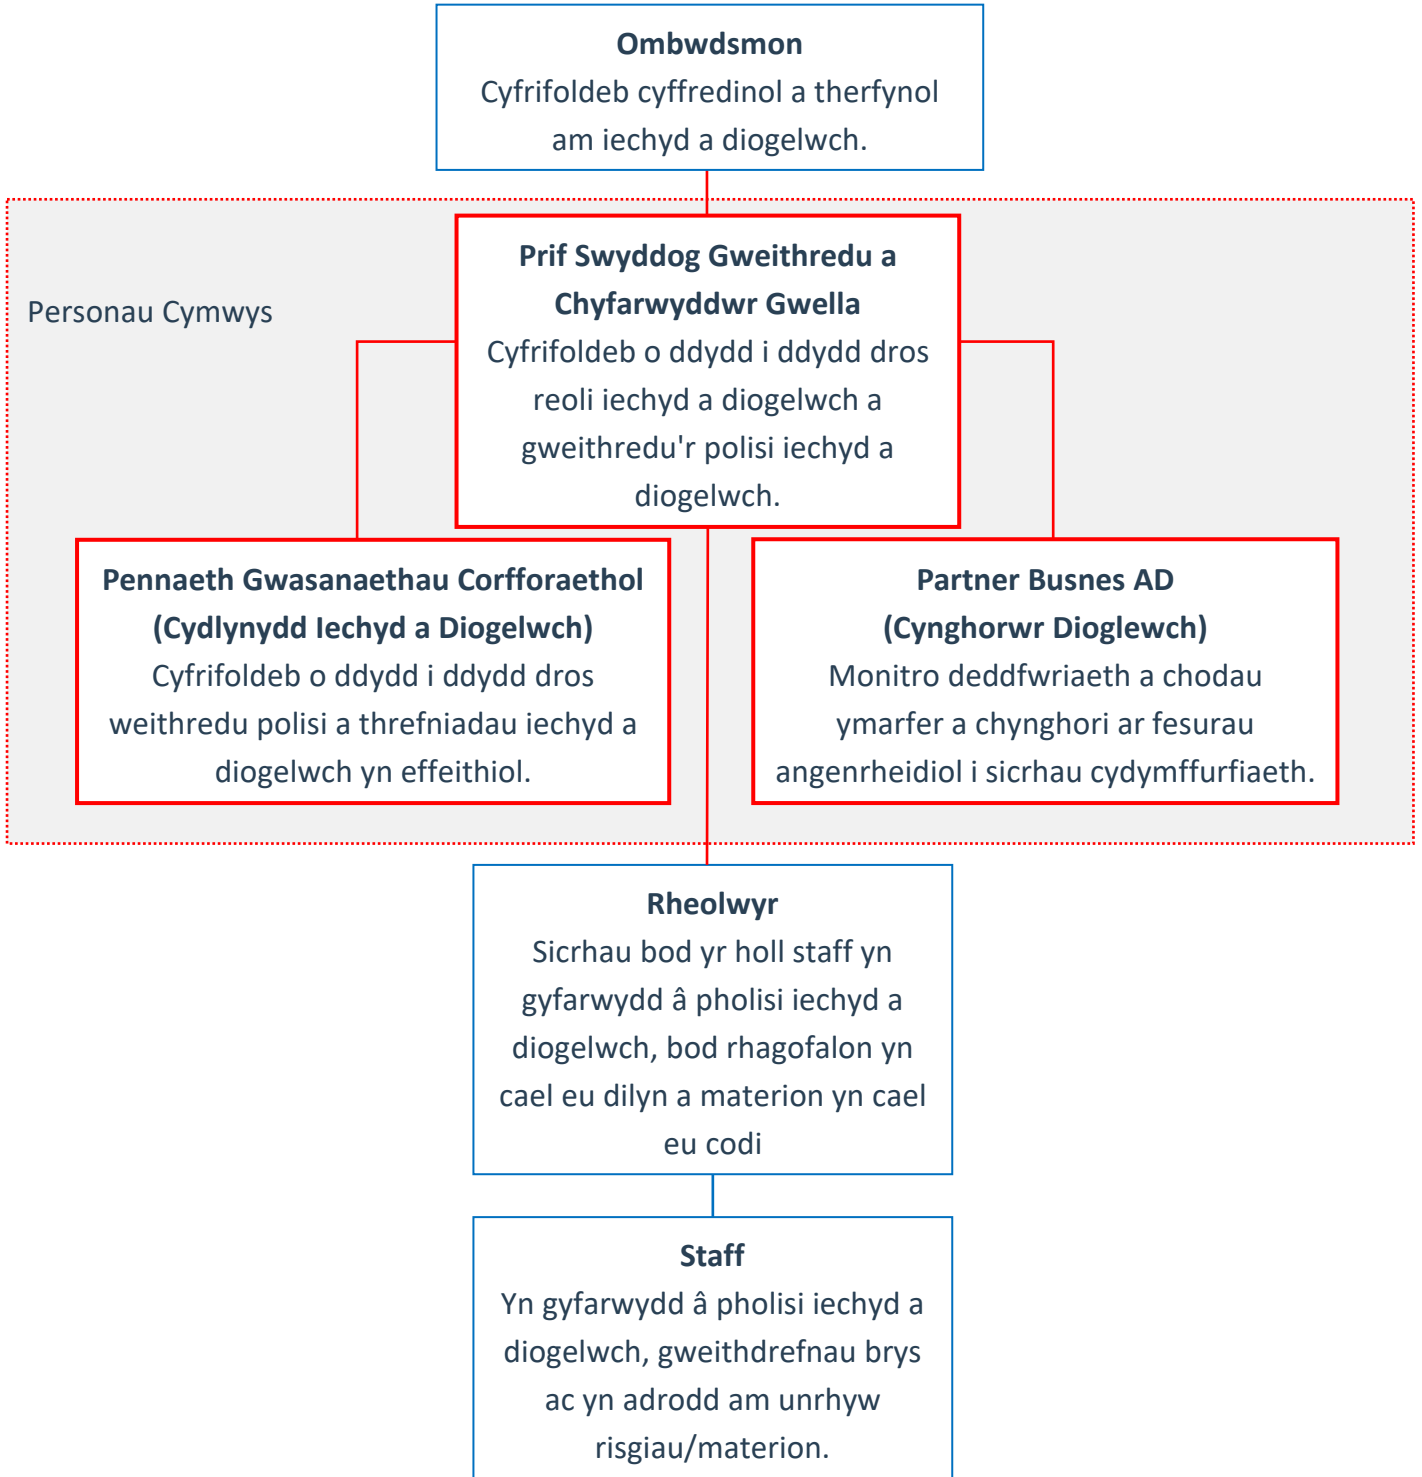 Ombwdsmon
Cyfrifoldeb cyffredinol a therfynol
am iechyd a diogelwch.
Personau Cymwys
Prif Swyddog Gweithredu a
Chyfarwyddwr Gwella
Cyfrifoldeb o ddydd i ddydd dros
reoli iechyd a diogelwch a
gweithredu'r polisi iechyd a
diogelwch.
Pennaeth Gwasanaethau Corfforaethol
(Cydlynydd Iechyd a Diogelwch)
Cyfrifoldeb o ddydd i ddydd dros
weithredu polisi a threfniadau iechyd a
diogelwch yn effeithiol.
Partner Busnes AD
(Cynghorwr Dioglewch)
Monitro deddfwriaeth a chodau
ymarfer a chynghori ar fesurau
angenrheidiol i sicrhau cydymffurfiaeth.
Rheolwyr
Sicrhau bod yr holl staff yn
gyfarwydd â pholisi iechyd a
diogelwch, bod rhagofalon yn
cael eu dilyn a materion yn cael
eu codi
Staff
Yn gyfarwydd â pholisi iechyd a
diogelwch, gweithdrefnau brys
ac yn adrodd am unrhyw
risgiau/materion.